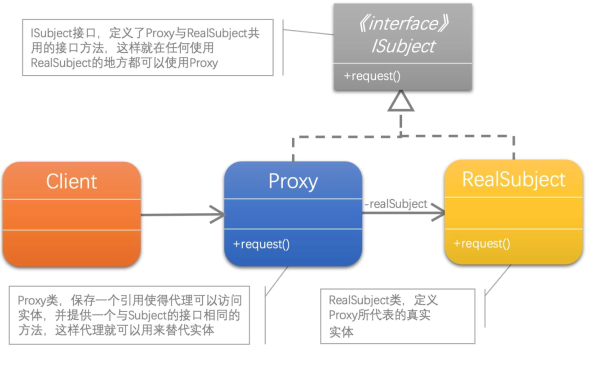 ISubject接口，定义了Proxy与RealSubject共
用的接口方法，这样就在任何使用
RealSubject的地方都可以使用Proxy
《interface》
ISubject
+request()
Client
Proxy
+request()
-realSubject
RealSubject
+request()
Proxy类，保存一个引用使得代理可以访问
实体，并提供一个与Subject的接口相同的
方法，这样代理就可以用来替代实体
RealSubject类，定义
Proxy所代表的真实
实体